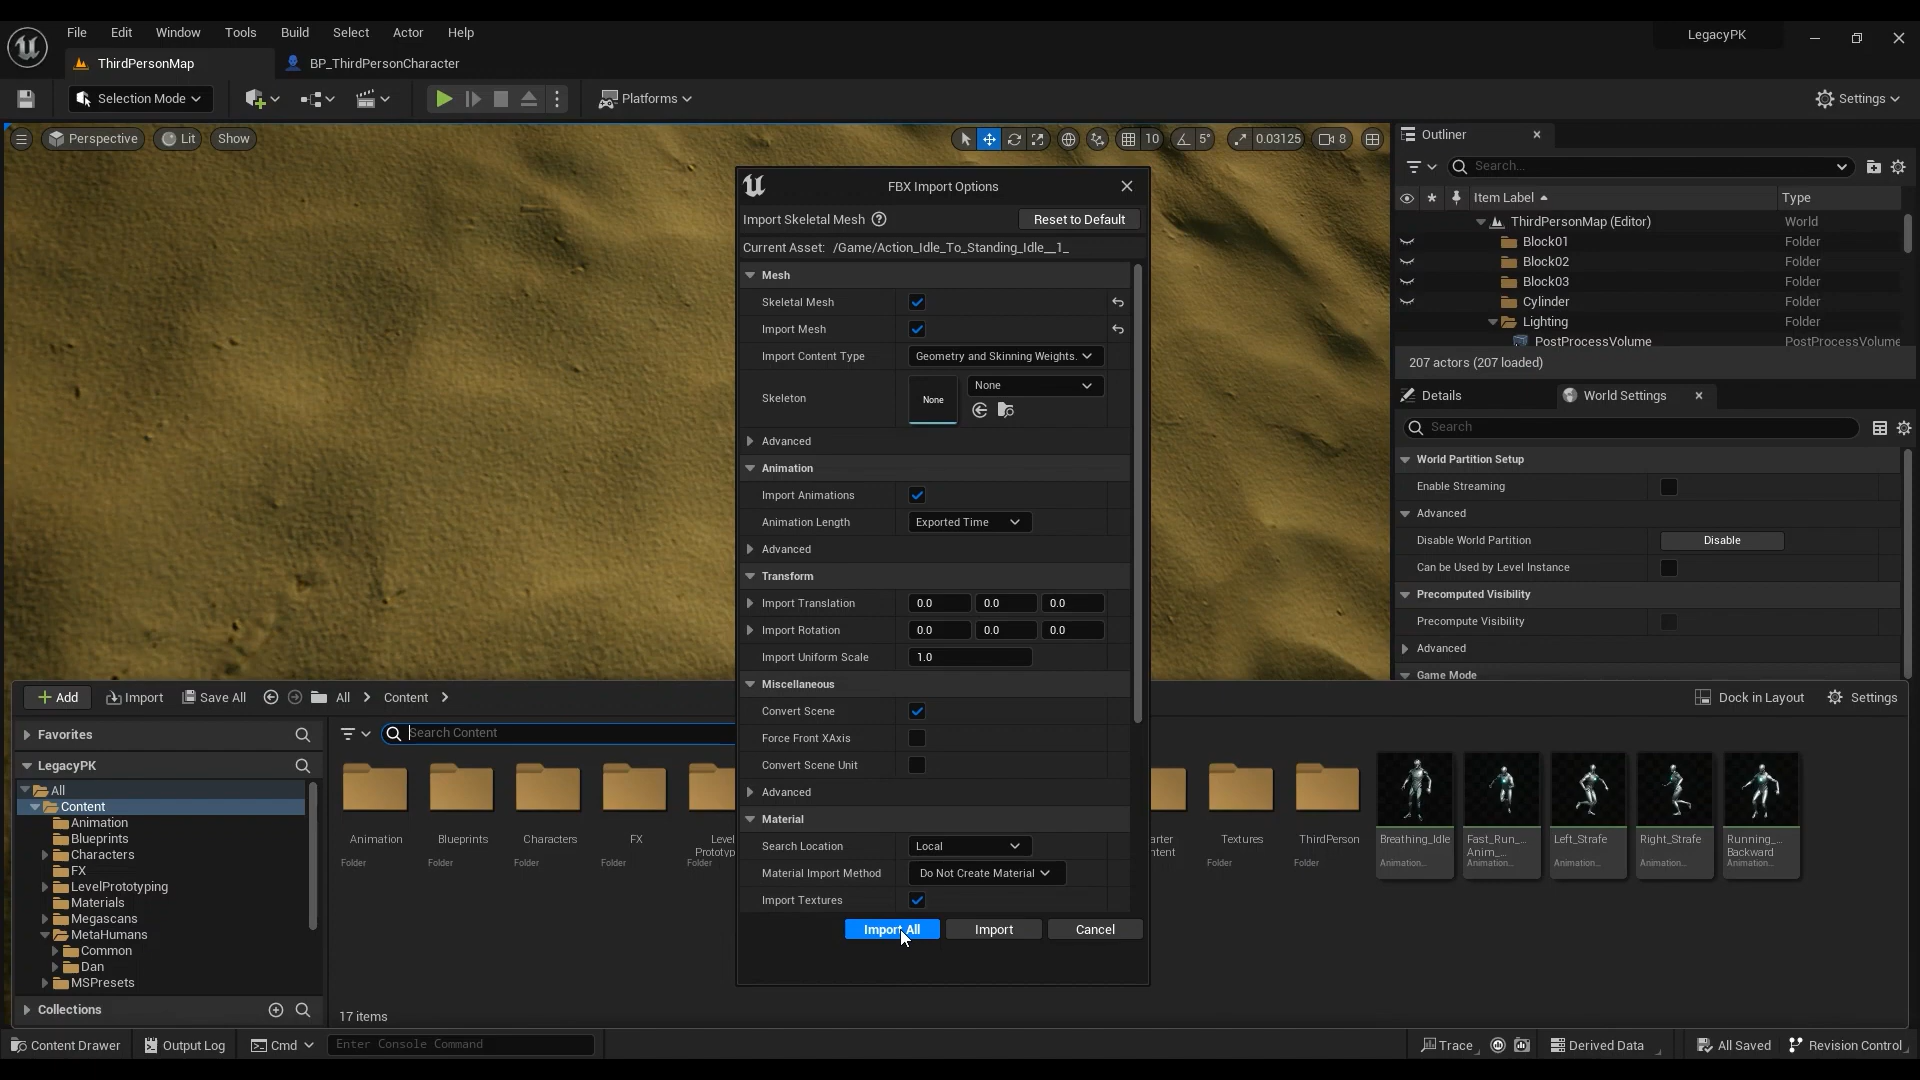 File Edit Window Tools Build Select Actor Help
LegacyPK
ThirdPersonMap
BP_ThirdPersonCharacter
Selection Mode
Platforms
Settings
Perspective
Lit
Show
10
5°
0.03125
8
Outliner
Search...
Item Label
Type
ThirdPersonMap (Editor) World
Block01 Folder
Block02 Folder
Block03 Folder
Cylinder Folder
Lighting Folder
PostProcessVolume PostProcessVolume
207 actors (207 loaded)
Details
World Settings
Search
World Partition Setup
Enable Streaming
Advanced
Disable World Partition
Disable
Can be Used by Level Instance
Precomputed Visibility
Precompute Visibility
Advanced
Game Mode
FBX Import Options
Import Skeletal Mesh
Reset to Default
Current Asset: /Game/Action_Idle_To_Standing_Idle__1_
Mesh
Skeletal Mesh
Import Mesh
Import Content Type
Geometry and Skinning Weights.
Skeleton
None
None
Advanced
Animation
Import Animations
Animation Length
Exported Time
Advanced
Transform
Import Translation 0.0 0.0 0.0
Import Rotation 0.0 0.0 0.0
Import Uniform Scale 1.0
Miscellaneous
Convert Scene
Force Front XAxis
Convert Scene Unit
Advanced
Material
Search Location
Local
Material Import Method
Do Not Create Material
Import Textures
Import All
Import
Cancel
Add
Import
Save All
All
Content
Dock in Layout
Settings
Favorites
LegacyPK
All
Content
Animation
Blueprints
Characters
FX
LevelPrototyping
Materials
Megascans
MetaHumans
Common
Dan
MSPresets
Collections
Search Content
Animation
Folder
Blueprints
Folder
Characters
Folder
FX
Folder
Level
Prototyp
Folder
arter
ntent
Textures
Folder
ThirdPerson
Folder
Breathing_Idle
Animation...
Fast_Run_...
Anim_...
Animation...
Left_Strafe
Animation...
Right_Strafe
Animation...
Running_...
Backward
Animation...
17 items
Content Drawer
Output Log
Cmd
Enter Console Command
Trace
Derived Data
All Saved
Revision Control